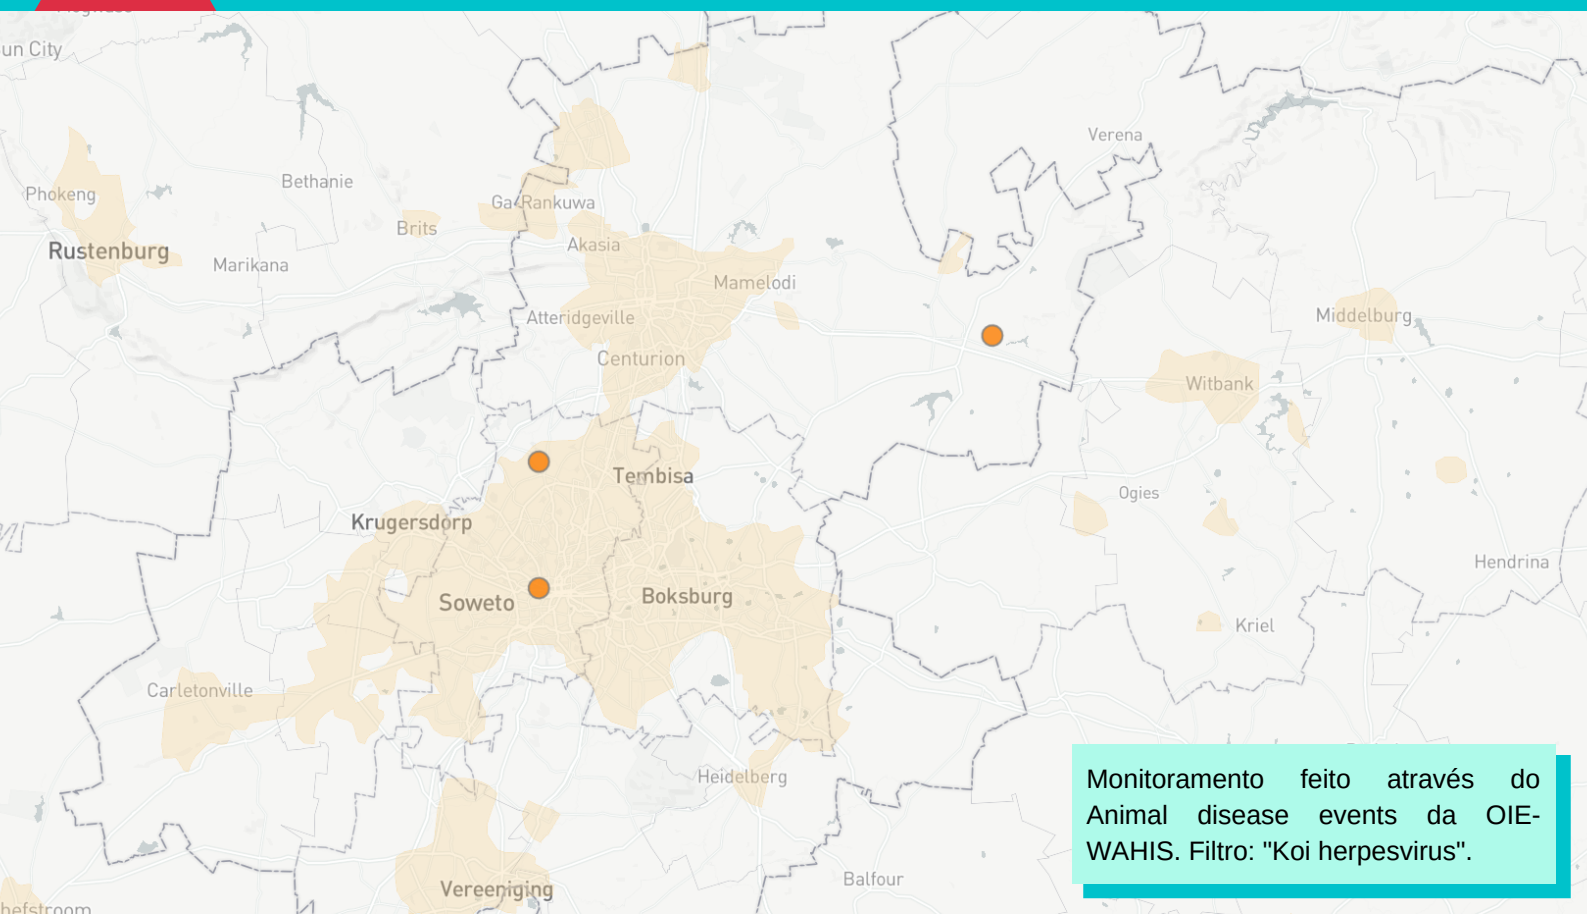 un City
Verena
Bethanie
Phokeng
Ga-Rankuwa
Brits
Akasia
Rustenburg
Marikana
Mamelodi
Atteridgeville
Middelburg
Centurion
Witbank
Tembisa
Ogies
Krugersdorp
Hendrina
Boksburg
Soweto
Kriel
Carletonville
Heidelberg
Monitoramento feito através do
Animal disease events da OIE-
WAHIS. Filtro: "Koi herpesvirus".
Balfour
Vereeniging
hefstroom